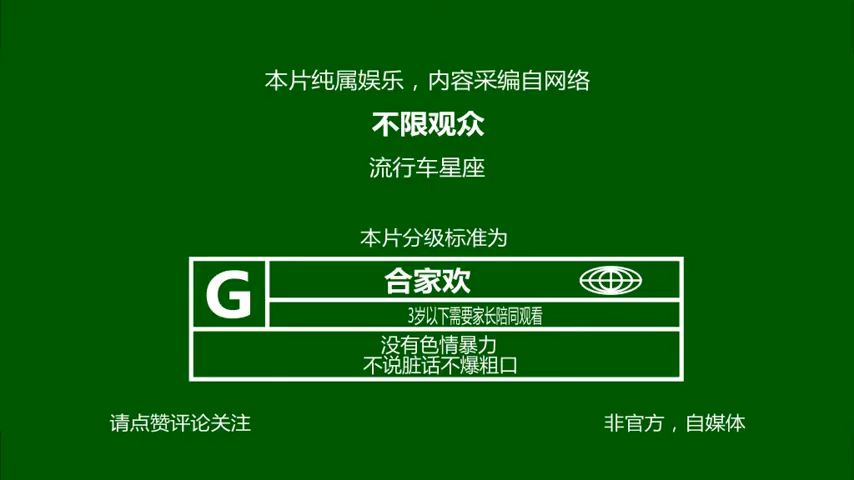 本片纯属娱乐，内容采编自网络
不限观众
流行车星座
本片分级标准为
G
合家欢
3岁以下需要家长陪同观看
没有色情暴力
不说脏话不爆粗口
请点赞评论关注
非官方，自媒体